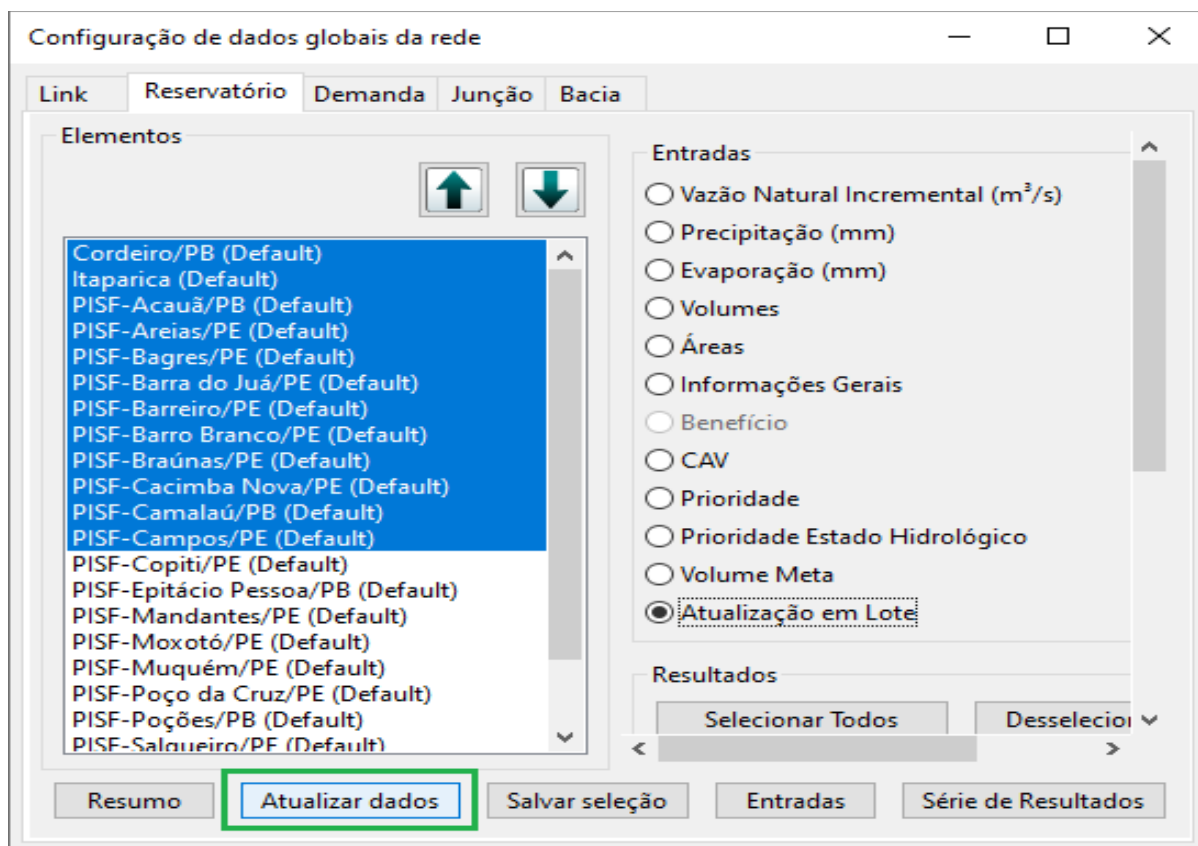 Configuração de dados globais da rede
Link Reservatório Demanda Junção Bacia
Elementos
Cordeiro/PB (Default)
Itaparica (Default)
PISF-Acauã/PB (Default)
PISF-Areias/PE (Default)
PISF-Bagres/PE (Default)
PISF-Barra do Juá/PE (Default)
PISF-Barreiro/PE (Default)
PISF-Barro Branco/PE (Default)
PISF-Braúnas/PE (Default)
PISF-Cacimba Nova/PE (Default)
PISF-Camalaú/PB (Default)
PISF-Campos/PE (Default)
PISF-Copiti/PE (Default)
PISF-Epitácio Pessoa/PB (Default)
PISF-Mandantes/PE (Default)
PISF-Moxotó/PE (Default)
PISF-Muquém/PE (Default)
PISF-Poço da Cruz/PE (Default)
PISF-Poções/PB (Default)
PISF-Salgueiro/PE (Default)
Entradas
Vazão Natural Incremental (m³/s)
Precipitação (mm)
Evaporação (mm)
Volumes
Áreas
Informações Gerais
Benefício
CAV
Prioridade
Prioridade Estado Hidrológico
Volume Meta
Atualização em Lote
Resultados
Selecionar Todos Desselecio
Resumo Atualizar dados Salvar seleção Entradas Série de Resultados